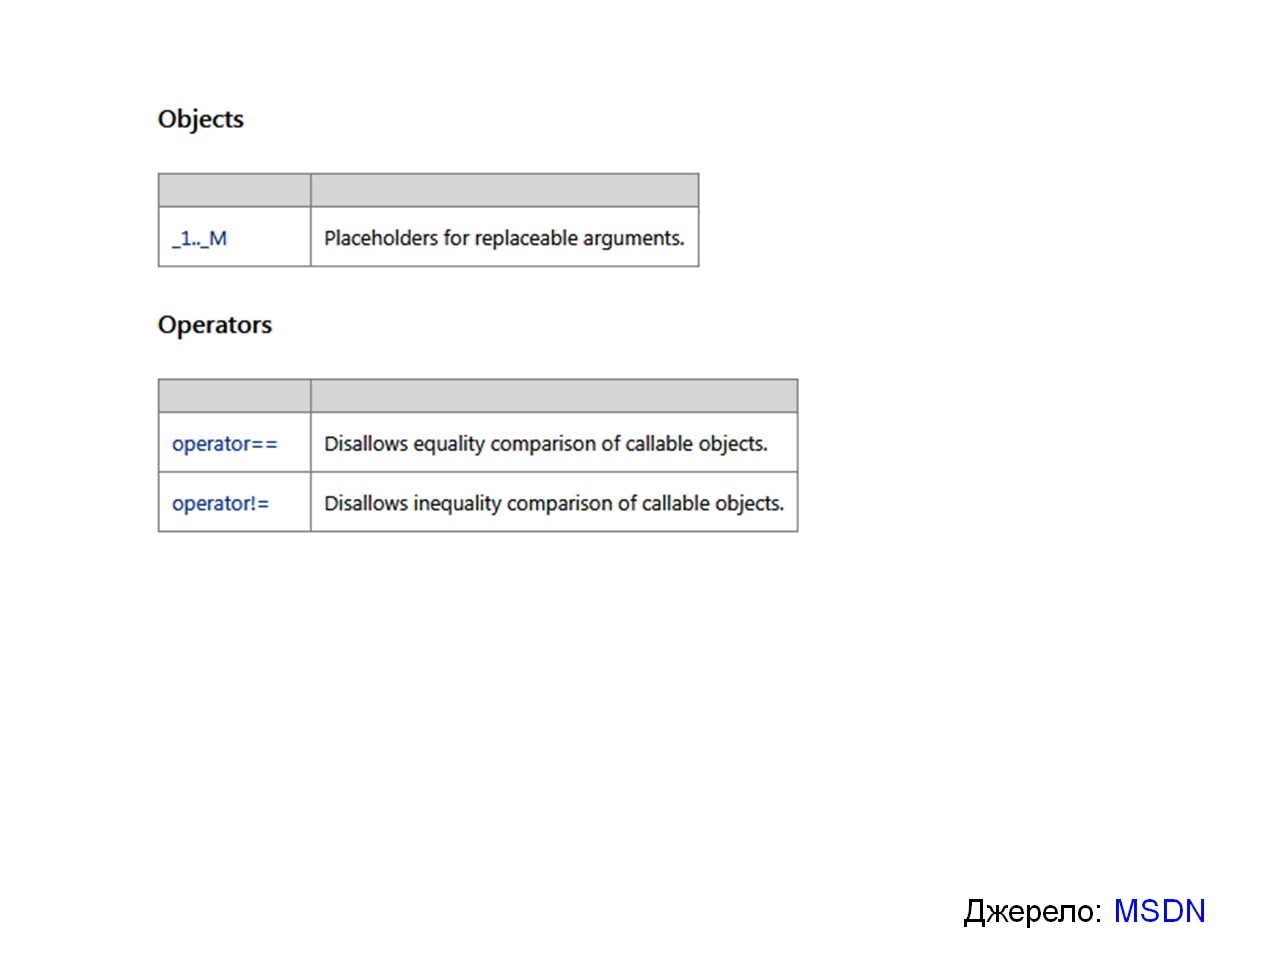 Objects
_1.._M Placeholders for replaceable arguments.
Operators
operator== Disallows equality comparison of callable objects.
operator!= Disallows inequality comparison of callable objects.
Джерело: MSDN